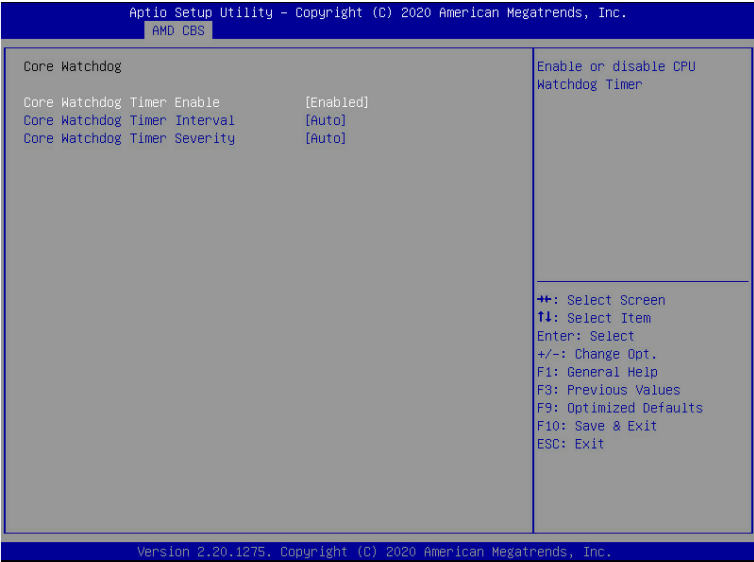 Aptio Setup Utility – Copyright (C) 2020 American Megatrends, Inc.
AMD CBS
Core Watchdog
Core Watchdog Timer Enable [Enabled]
Core Watchdog Timer Interval [Auto]
Core Watchdog Timer Severity [Auto]
Enable or disable CPU
Watchdog Timer
→←: Select Screen
↑↓: Select Item
Enter: Select
+/-: Change Opt.
F1: General Help
F3: Previous Values
F9: Optimized Defaults
F10: Save & Exit
ESC: Exit
Version 2.20.1275. Copyright (C) 2020 American Megatrends, Inc.